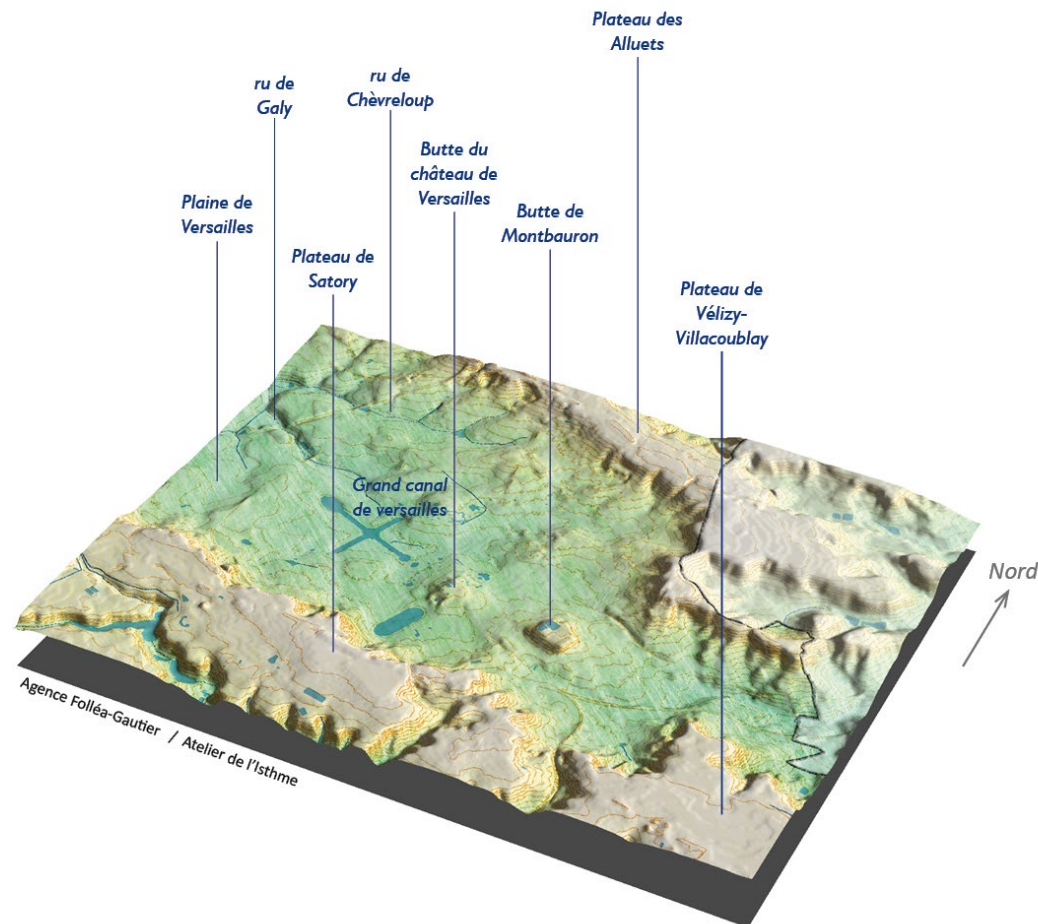 Plateau des
Alluets
ru de
Galy
ru de
Chèvreloup
Butte du
château de
Versailles
Plaine de
Versailles
Butte de
Montbauron
Plateau de
Satory
Plateau de
Vélizy-
Villacoublay
Grand canal
de versailles
Nord
Agence Folléa-Gautier / Atelier de l'Isthme